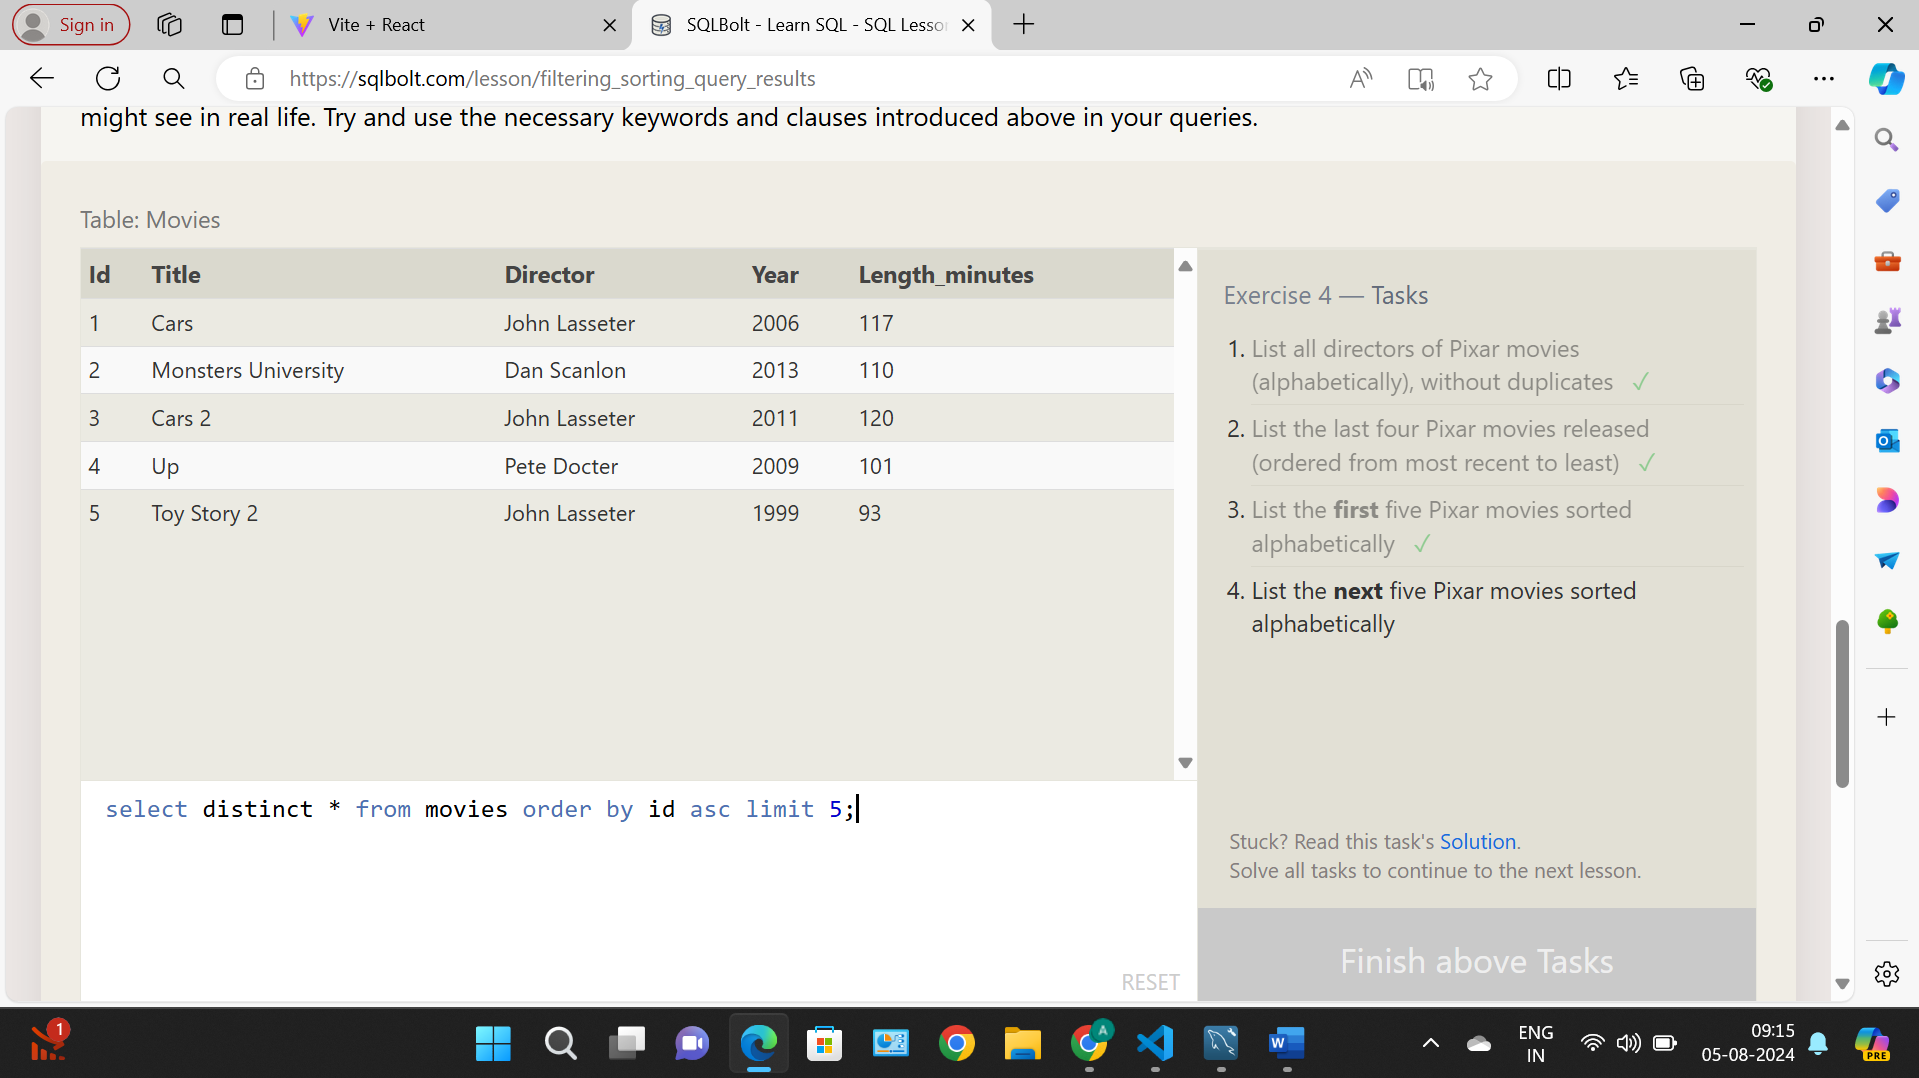 Sign in
Vite + React
SQLBolt - Learn SQL - SQL Lesso
https://sqlbolt.com/lesson/filtering_sorting_query_results
might see in real life. Try and use the necessary keywords and clauses introduced above in your queries.
Table: Movies
Id Title Director Year Length_minutes
1 Cars John Lasseter 2006 117
2 Monsters University Dan Scanlon 2013 110
3 Cars 2 John Lasseter 2011 120
4 Up Pete Docter 2009 101
5 Toy Story 2 John Lasseter 1999 93
select distinct * from movies order by id asc limit 5;
RESET
Exercise 4 — Tasks
1. List all directors of Pixar movies
(alphabetically), without duplicates ✓
2. List the last four Pixar movies released
(ordered from most recent to least) ✓
3. List the first five Pixar movies sorted
alphabetically ✓
4. List the next five Pixar movies sorted
alphabetically
Stuck? Read this task's Solution.
Solve all tasks to continue to the next lesson.
Finish above Tasks
1
A
W
ENG
IN
09:15
05-08-2024
PRE